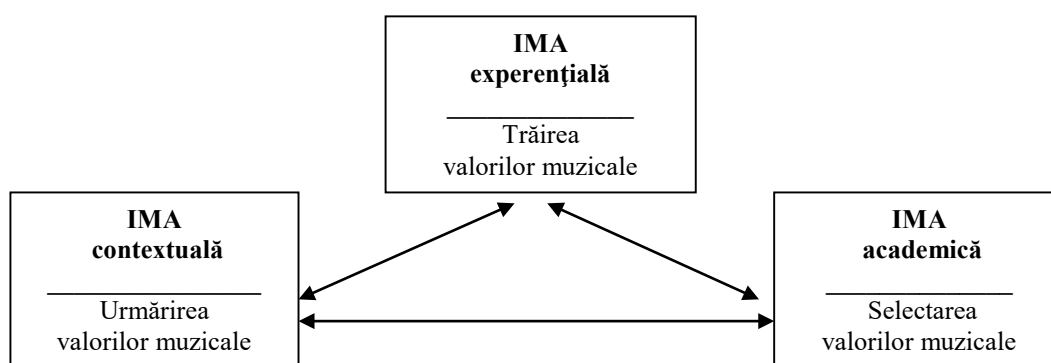 IMA
experenţială
Trăirea
valorilor muzicale
IMA
contextuală
Urmărirea
valorilor muzicale
IMA
academică
Selectarea
valorilor muzicale